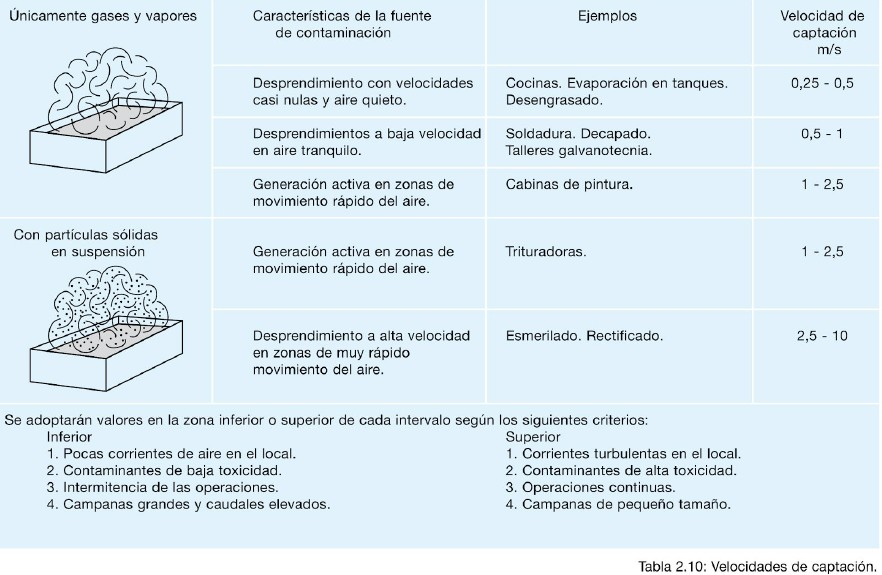 Únicamente gases y vapores
Características de la fuente
de contaminación
Ejemplos
Velocidad de
captación
m/s
Desprendimiento con velocidades
casi nulas y aire quieto.
Cocinas. Evaporación en tanques.
Desengrasado.
0,25 - 0,5
Desprendimientos a baja velocidad
en aire tranquilo.
Soldadura. Decapado.
Talleres galvanotecnia.
0,5 - 1
Generación activa en zonas de
movimiento rápido del aire.
Cabinas de pintura.
1 - 2,5
Con partículas sólidas
en suspensión
Generación activa en zonas de
movimiento rápido del aire.
Trituradoras.
1 - 2,5
Desprendimiento a alta velocidad
en zonas de muy rápido
movimiento del aire.
Esmerilado. Rectificado.
2,5 - 10
Se adoptarán valores en la zona inferior o superior de cada intervalo según los siguientes criterios:
Inferior
1. Pocas corrientes de aire en el local.
2. Contaminantes de baja toxicidad.
3. Intermitencia de las operaciones.
4. Campanas grandes y caudales elevados.
Superior
1. Corrientes turbulentas en el local.
2. Contaminantes de alta toxicidad.
3. Operaciones continuas.
4. Campanas de pequeño tamaño.
Tabla 2.10: Velocidades de captación.